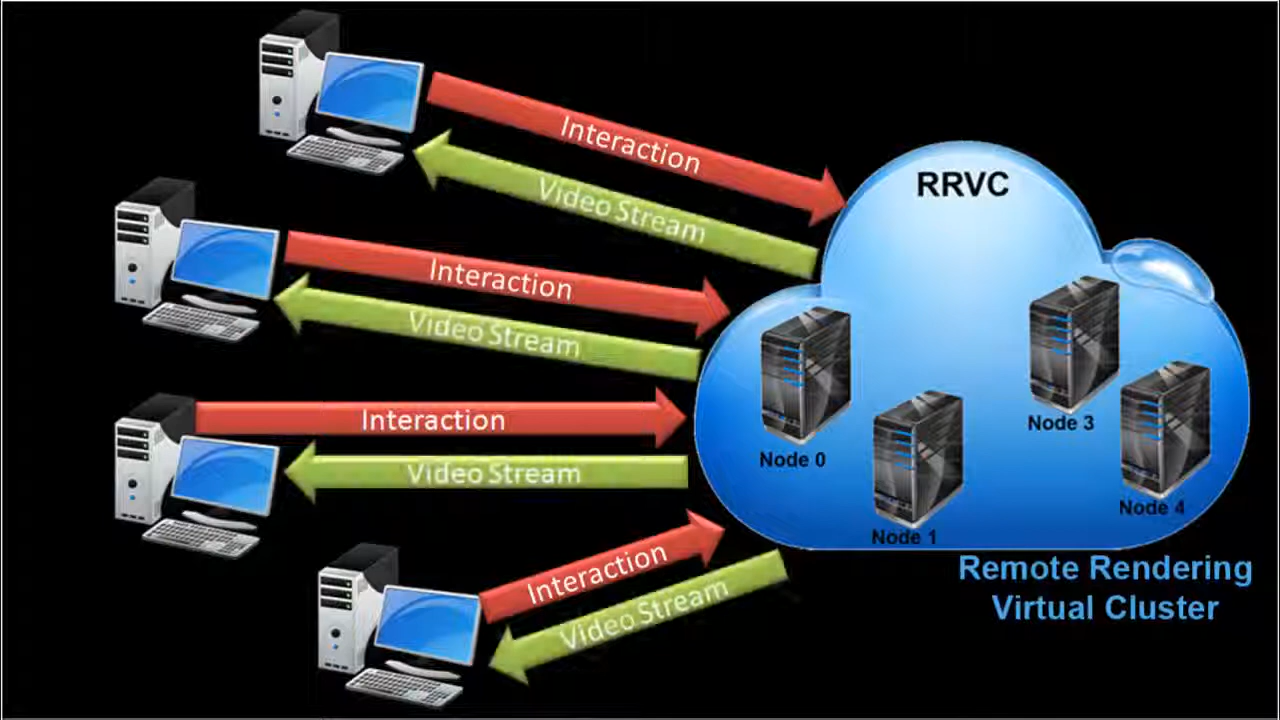 Interaction
Video Stream
RRVC
Interaction
Video Stream
Interaction
Video Stream
Interaction
Video Stream
Node 0
Node 1
Node 3
Node 4
Remote Rendering
Virtual Cluster